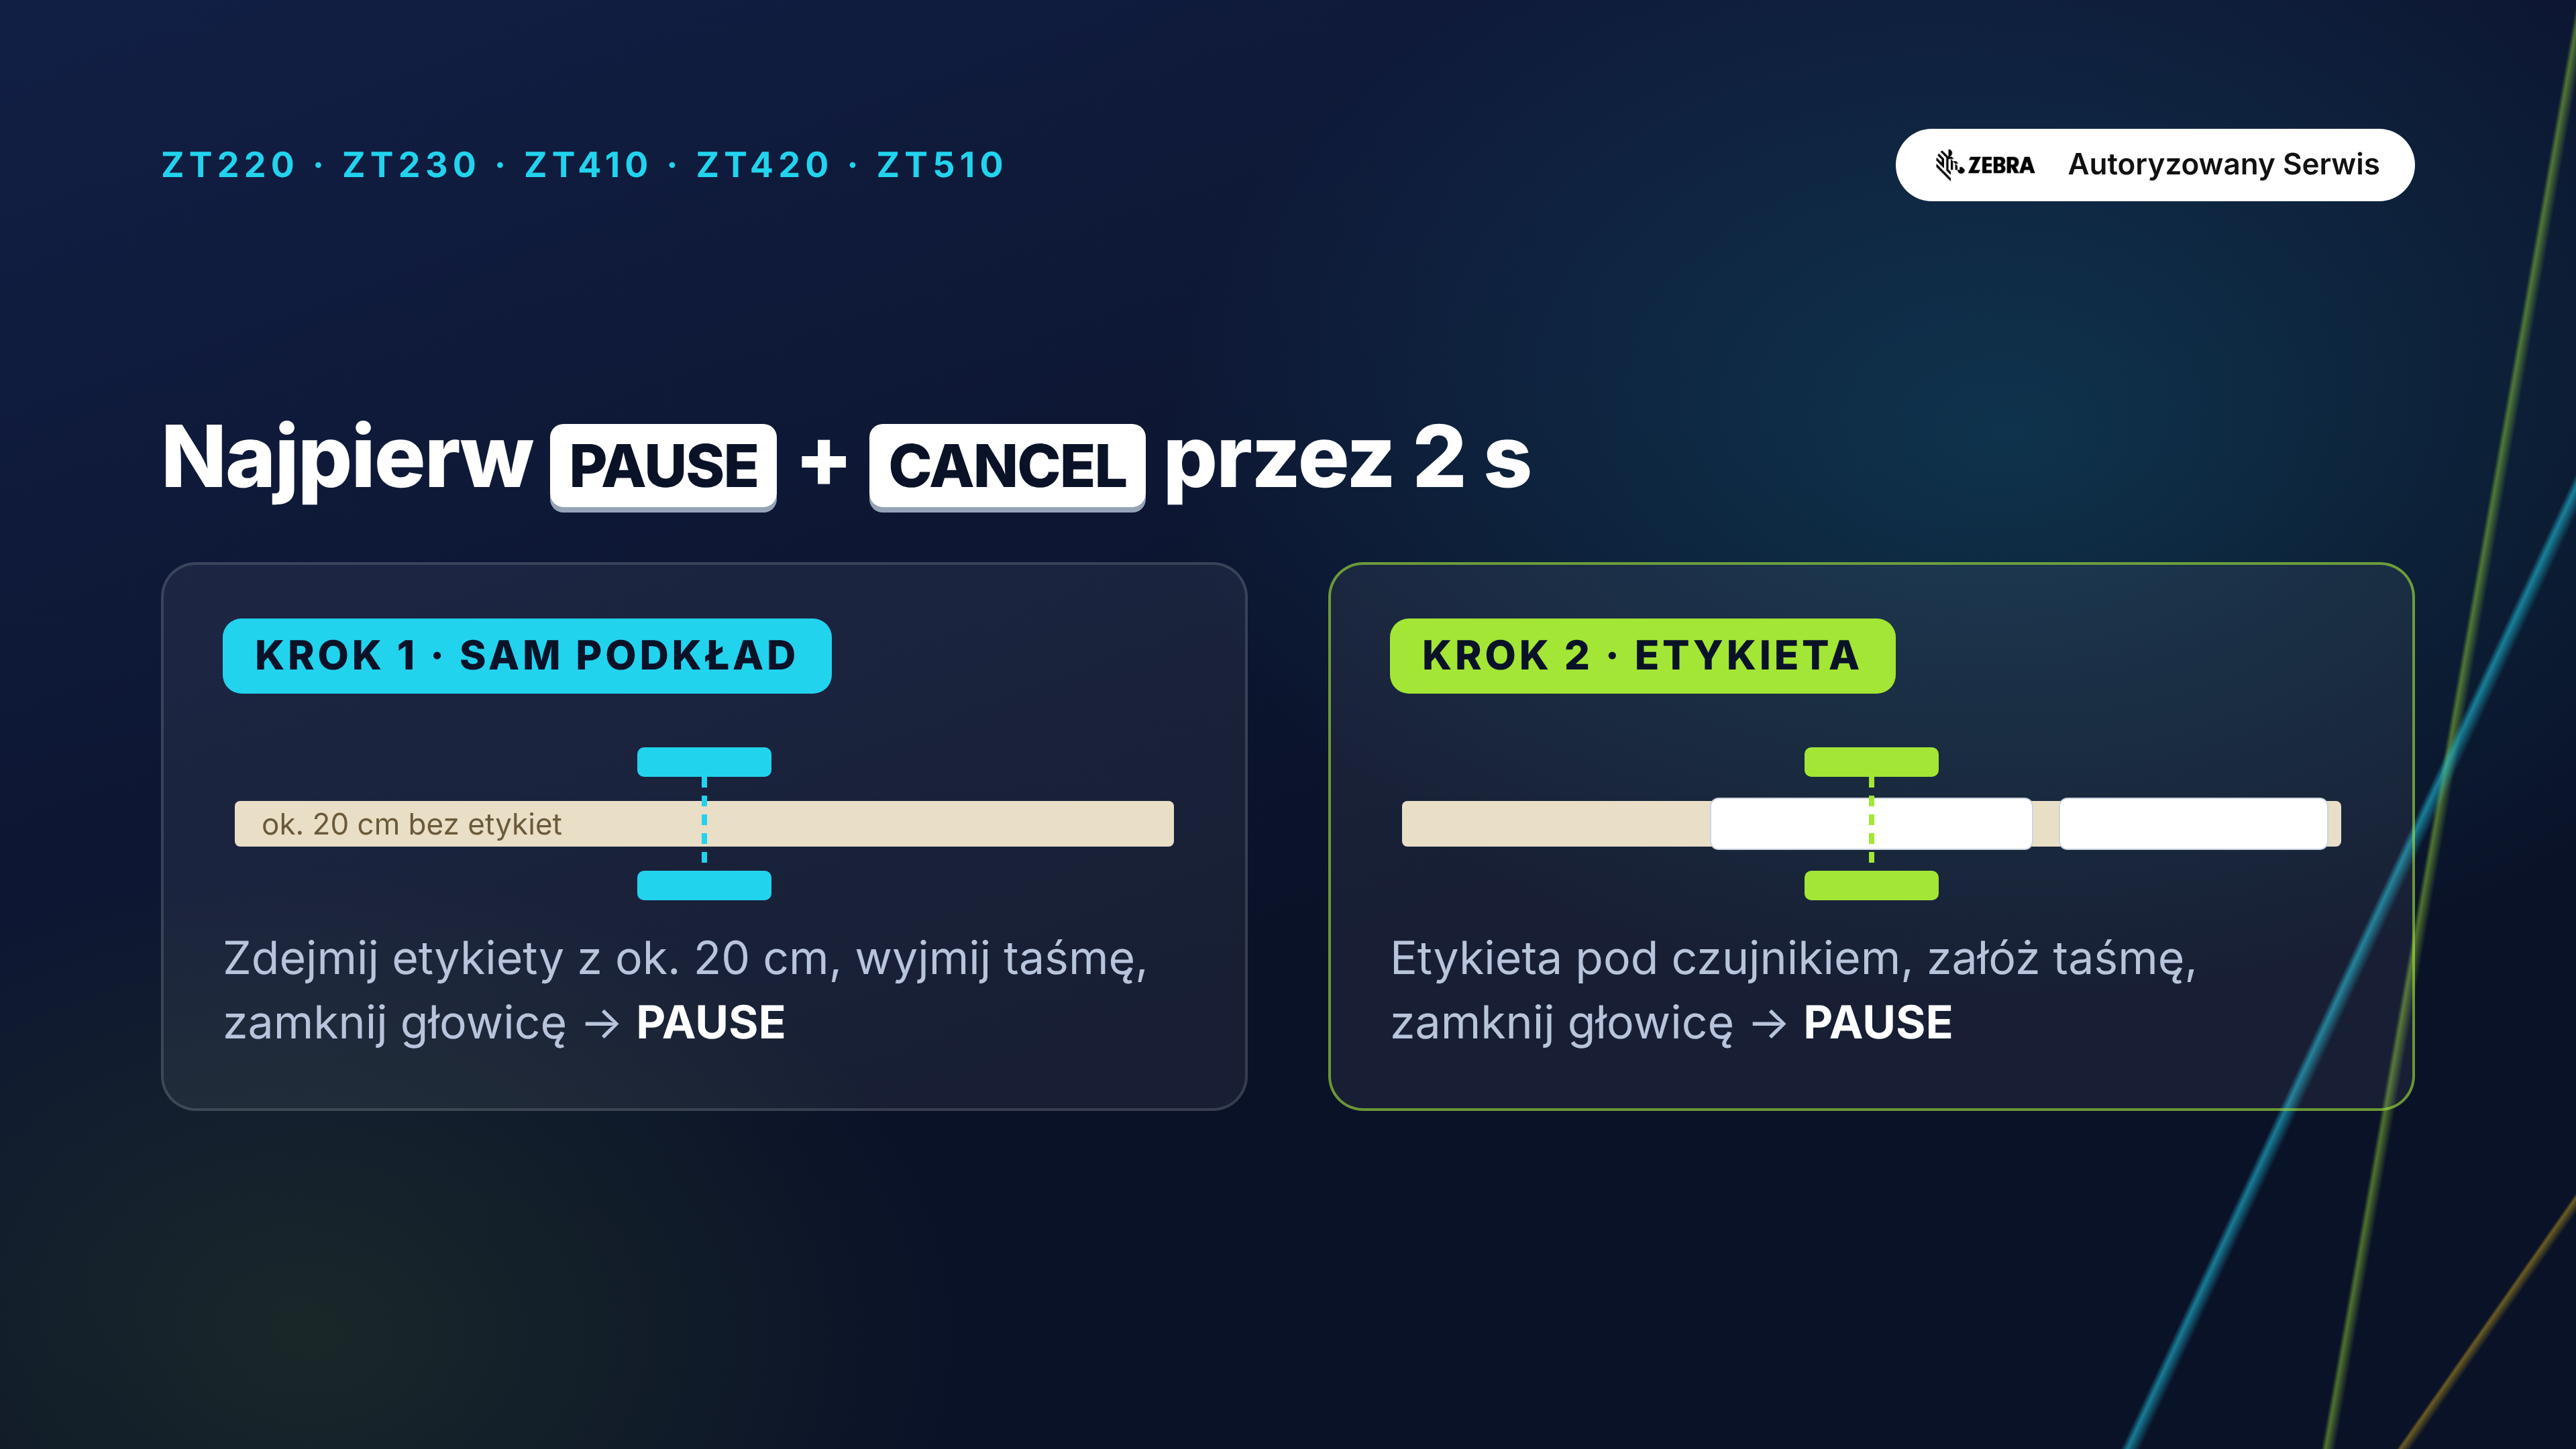 ZT220 · ZT230 · ZT410 · ZT420 · ZT510
ZEBRA Autoryzowany Serwis
Najpierw PAUSE + CANCEL przez 2 s
KROK 1 · SAM PODKŁAD
ok. 20 cm bez etykiet
Zdejmij etykiety z ok. 20 cm, wyjmij taśmę,
zamknij głowicę → PAUSE
KROK 2 · ETYKIETA
Etykieta pod czujnikiem, załóż taśmę,
zamknij głowicę → PAUSE